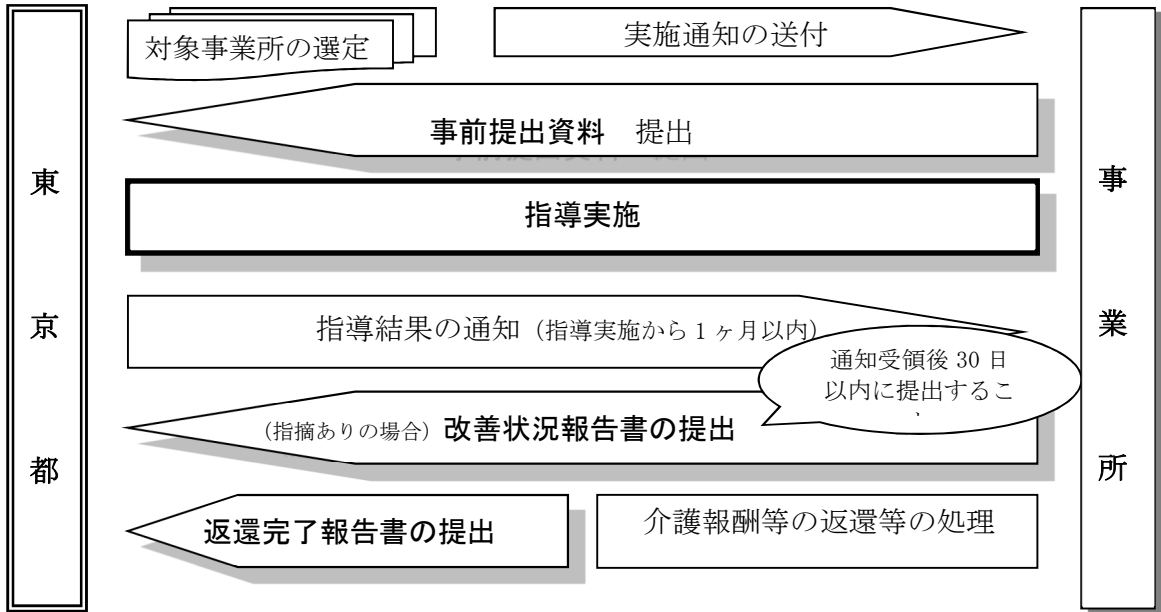 東京都
対象事業所の選定
実施通知の送付
事前提出資料 提出
指導実施
指導結果の通知(指導実施から1ヶ月以内)
通知受領後 30 日
以内に提出するこ
(指摘ありの場合)改善状況報告書の提出
返還完了報告書の提出
介護報酬等の返還等の処理
事業所